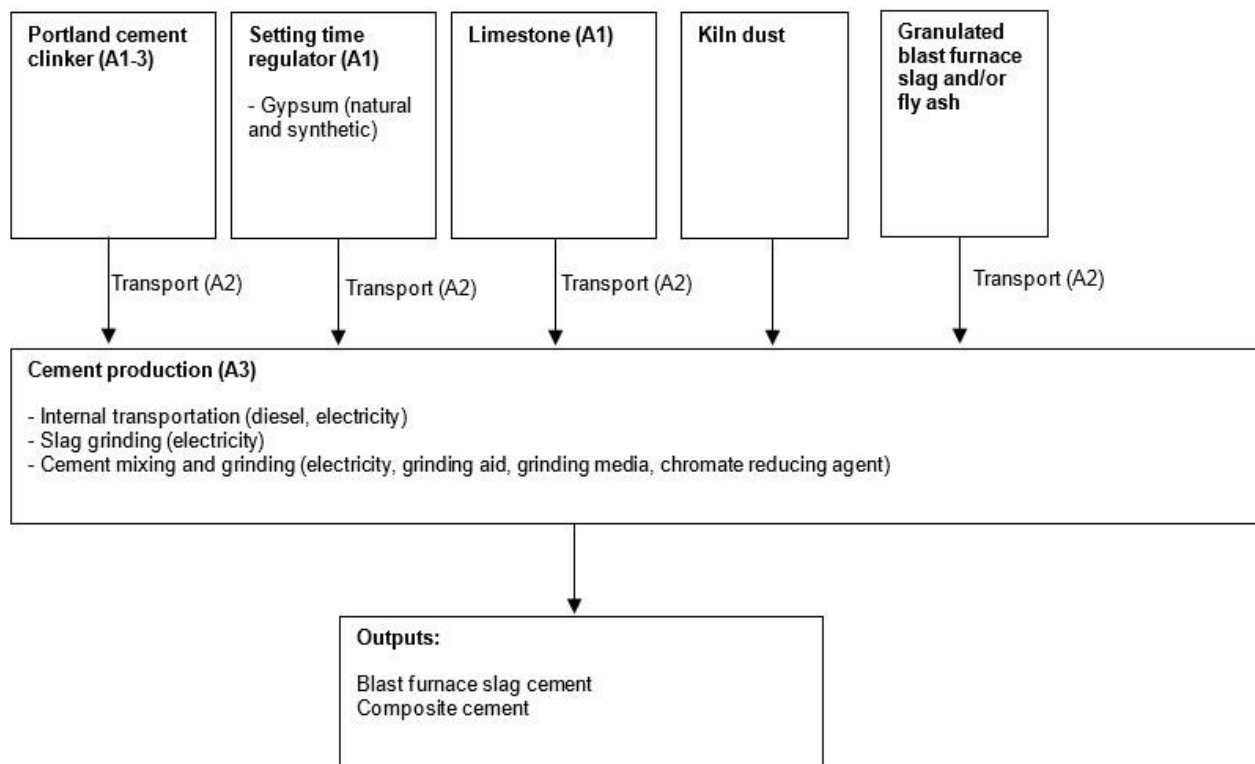 Portland cement
clinker (A1-3)
Setting time
regulator (A1)
- Gypsum (natural
and synthetic)
Limestone (A1)
Kiln dust
Granulated
blast furnace
slag and/or
fly ash
Transport (A2)
Transport (A2)
Transport (A2)
Transport (A2)
Cement production (A3)
- Internal transportation (diesel, electricity)
- Slag grinding (electricity)
- Cement mixing and grinding (electricity, grinding aid, grinding media, chromate reducing agent)
Outputs:
Blast furnace slag cement
Composite cement